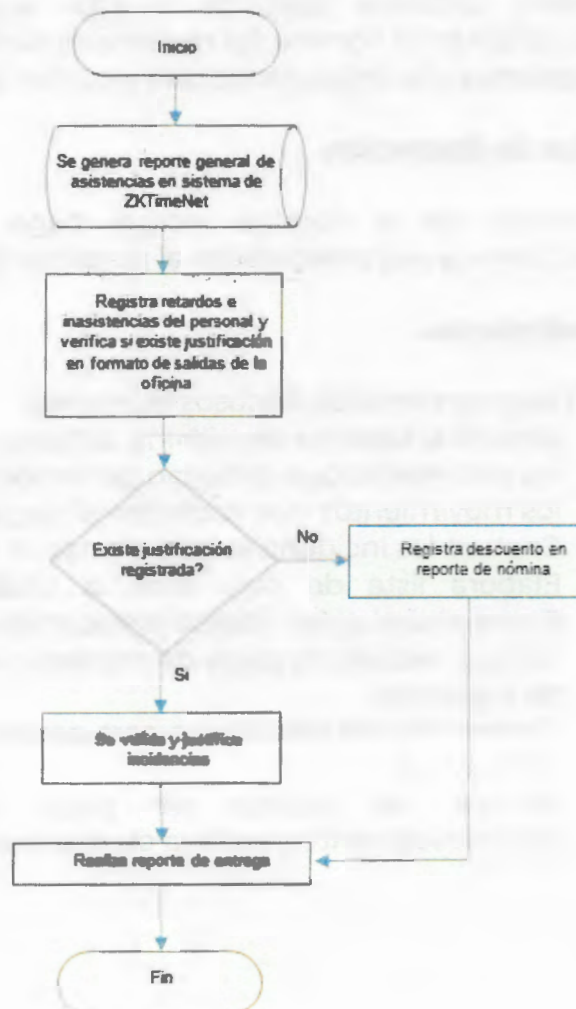 Inicio
Se genera reporte general de
asistencias en sistema de
ZKTimeNet
Registra retardos e
inasistencias del personal y
verifica si existe justificación
en formato de salidas de la
oficina
Existe justificación
registrada?
No
Registra descuento en
reporte de nómina
Si
Se valida y justifica
incidencias
Realiza reporte de entrega
Fin